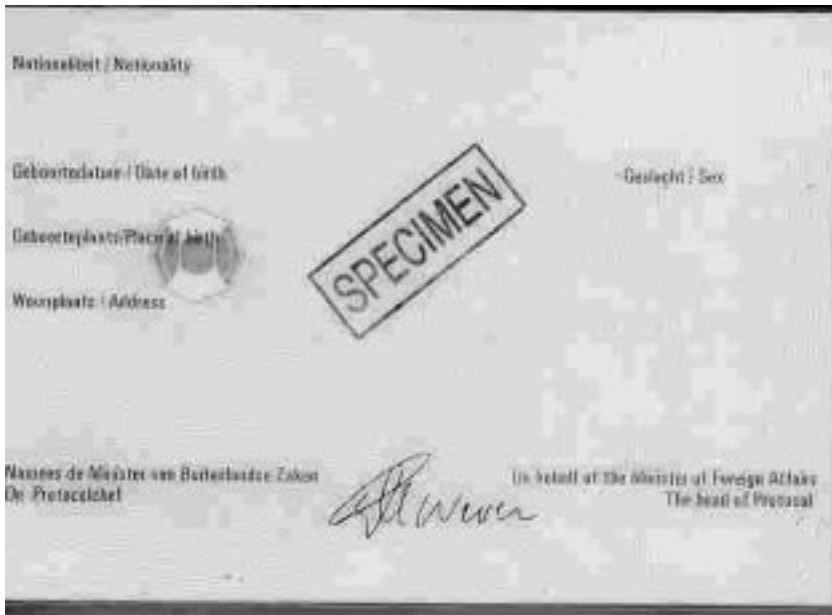 Nationaliteit / Nationality
Geboortedatum / Date of birth
Geslacht / Sex
Geboorteplaats/Place of birth
Woonplaats / Address
SPECIMEN
Namens de Minister van Buitenlandse Zaken
De Protocolchef
On behalf of the Minister of Foreign Affairs
The head of Protocol